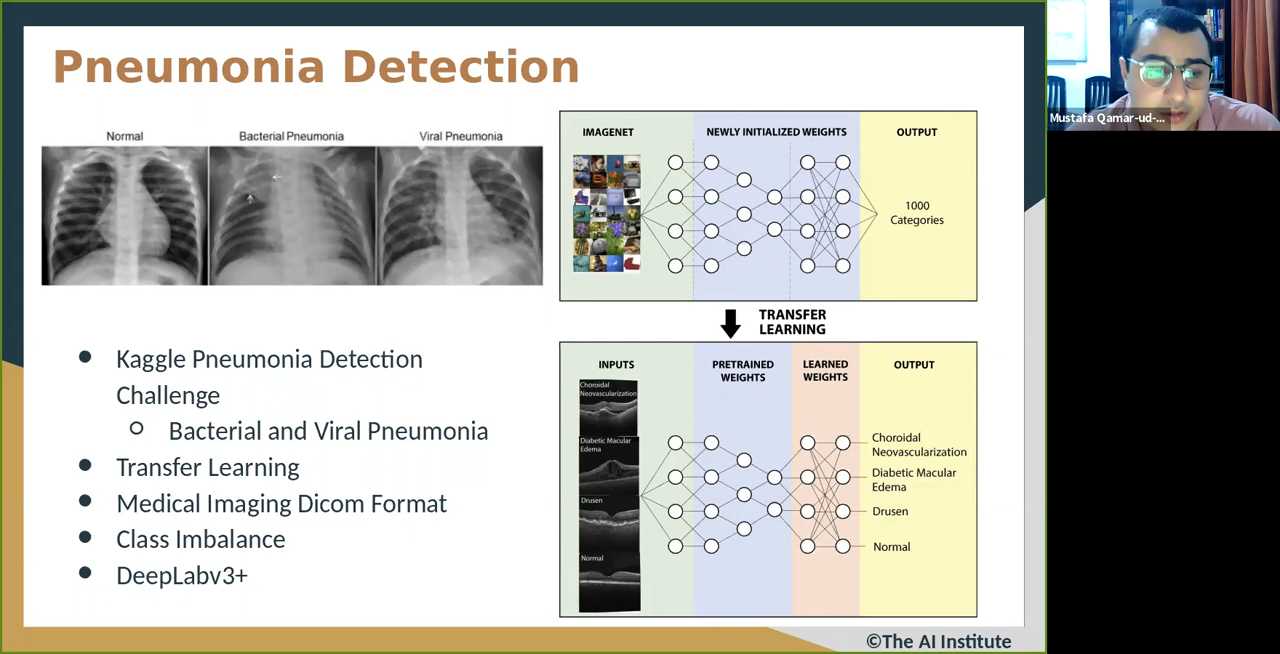 Pneumonia Detection
Normal
Bacterial Pneumonia
Viral Pneumonia
Kaggle Pneumonia Detection
Challenge
Bacterial and Viral Pneumonia
Transfer Learning
Medical Imaging Dicom Format
Class Imbalance
DeepLabv3+
IMAGENET
NEWLY INITIALIZED WEIGHTS
OUTPUT
1000
Categories
TRANSFER
LEARNING
INPUTS
PRETRAINED
WEIGHTS
LEARNED
WEIGHTS
OUTPUT
Choroidal
Neovascularization
Diabetic Macular
Edema
Drusen
Normal
Choroidal
Neovascularization
Diabetic Macular
Edema
Drusen
Normal
©The AI Institute
Mustafa Qamar-ud-...